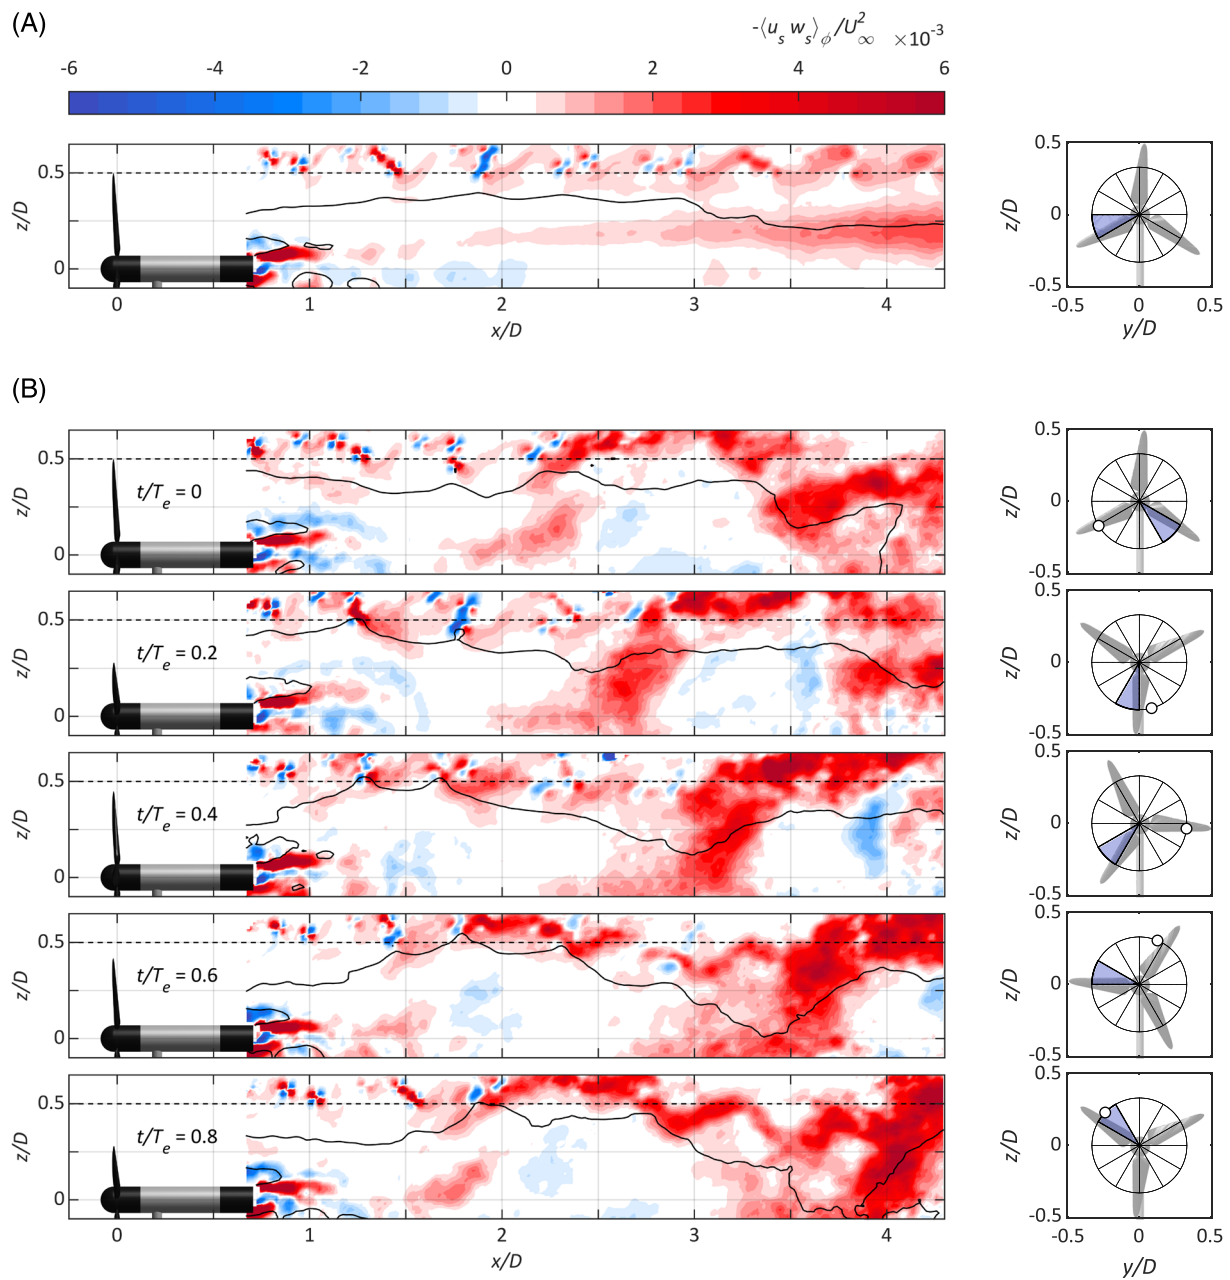 (A)
-⟨u_s w_s⟩_ϕ /U²_∞ ×10⁻³
-6 -4 -2 0 2 4 6
0.5
z/D
0
0 1 2 3 4
x/D
0.5
z/D
0
-0.5
-0.5 0 0.5
y/D
(B)
0.5
z/D
t/T_e = 0
0
0.5
z/D
0
-0.5
0.5
z/D
t/T_e = 0.2
0
0.5
z/D
0
-0.5
0.5
z/D
t/T_e = 0.4
0
0.5
z/D
0
-0.5
0.5
z/D
t/T_e = 0.6
0
0.5
z/D
0
-0.5
0.5
z/D
t/T_e = 0.8
0
0 1 2 3 4
x/D
0.5
z/D
0
-0.5
-0.5 0 0.5
y/D